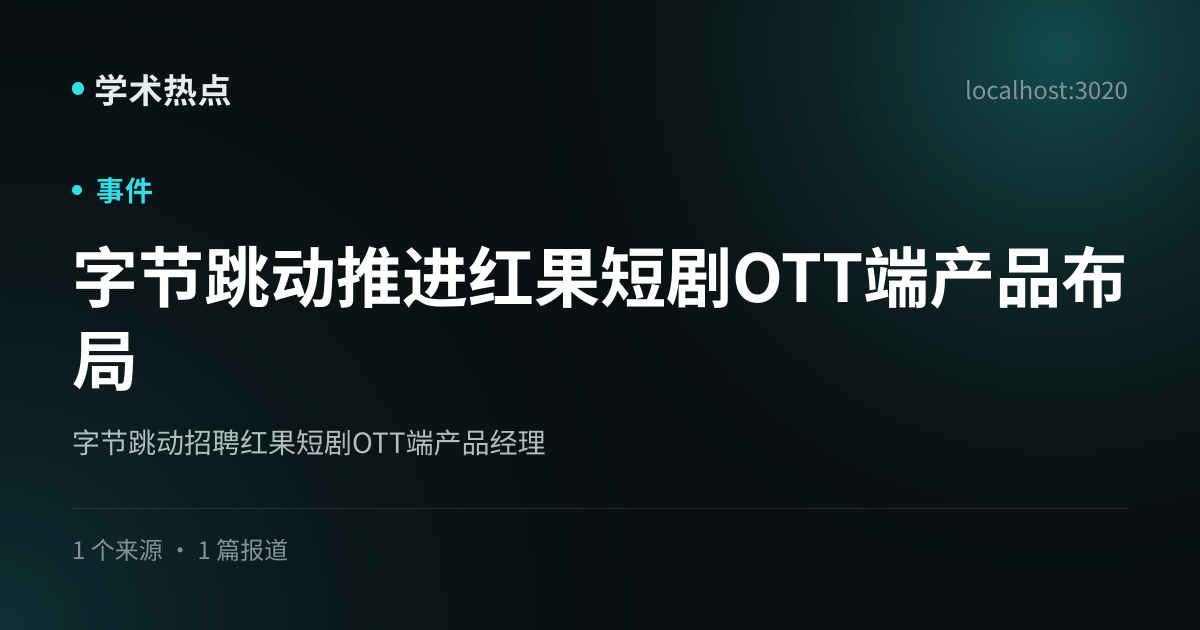 学术热点
localhost:3020
事件
字节跳动推进红果短剧OTT端产品布
局
字节跳动招聘红果短剧OTT端产品经理
1 个来源 · 1 篇报道